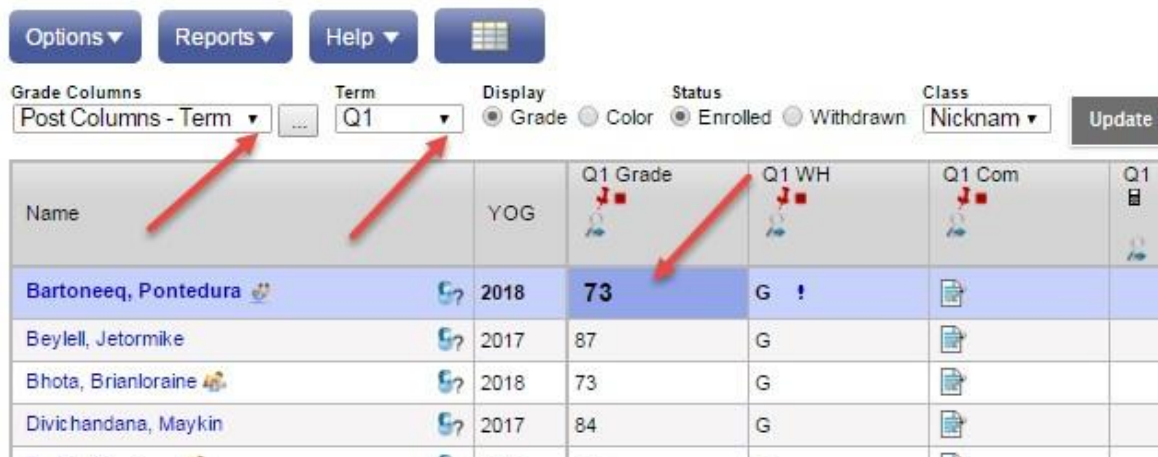 Options▼ Reports▼ Help ▼
Grade Columns Term Display Status Class
Post Columns - Term ▼ ... Q1 ▼ Grade Color Enrolled Withdrawn Nicknam ▼ Update
Name YOG Q1 Grade Q1 WH Q1 Com Q1
Bartoneeq, Pontedura ? 2018 73 G !
Beylell, Jetormike ? 2017 87 G
Bhota, Brianloraine ? 2018 73 G
Divichandana, Maykin ? 2017 84 G